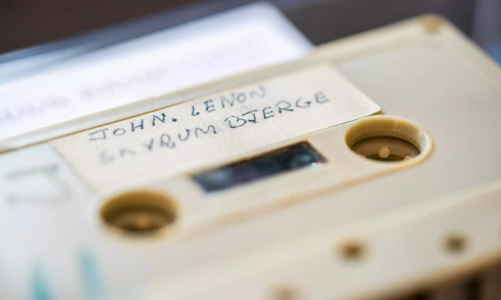 JOHN. LENON
SKYRUM BJERGE